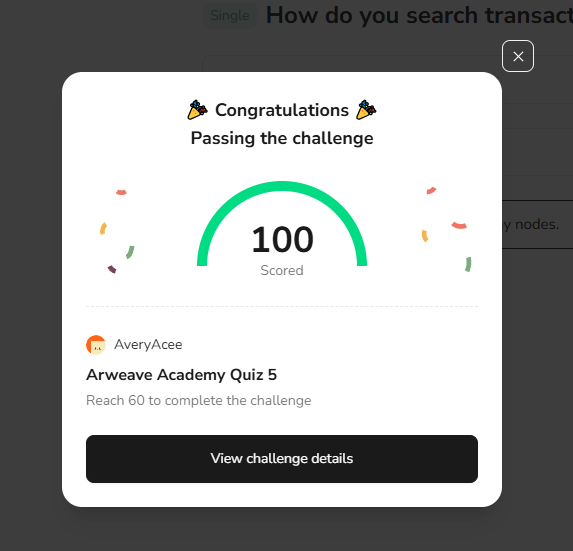 Single How do you search transact
Congratulations
Passing the challenge
y nodes.
100
Scored
AveryAcee
Arweave Academy Quiz 5
Reach 60 to complete the challenge
View challenge details